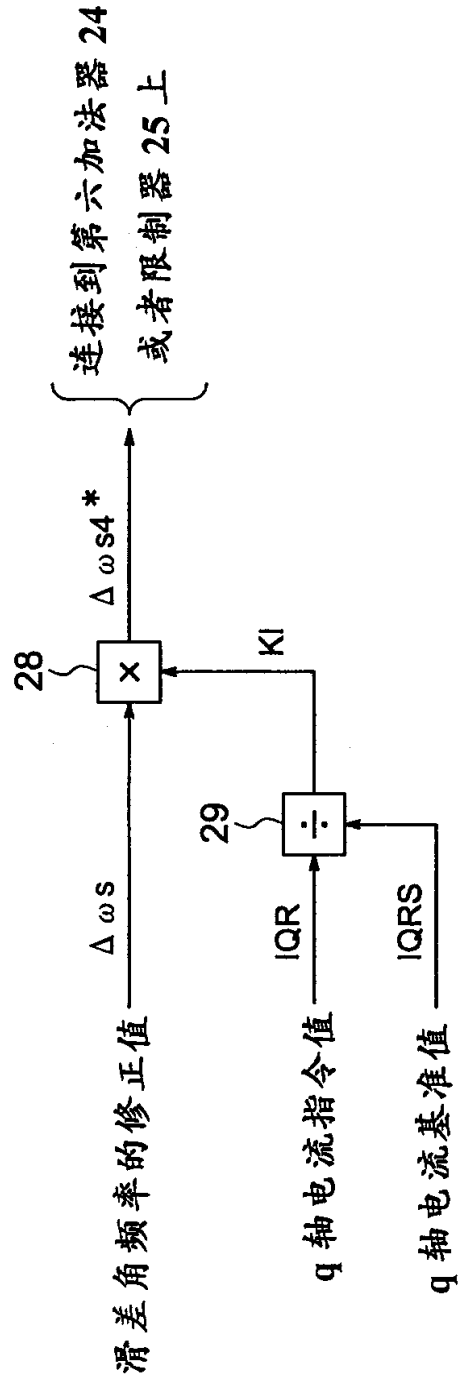 连接到第六加法器 24
或者限制器 25 上
28
Δωs4*
×
滑差角频率的修正值
Δωs
KI
29
÷
q 轴电流指令值
IQR
q 轴电流基准值
IQRS